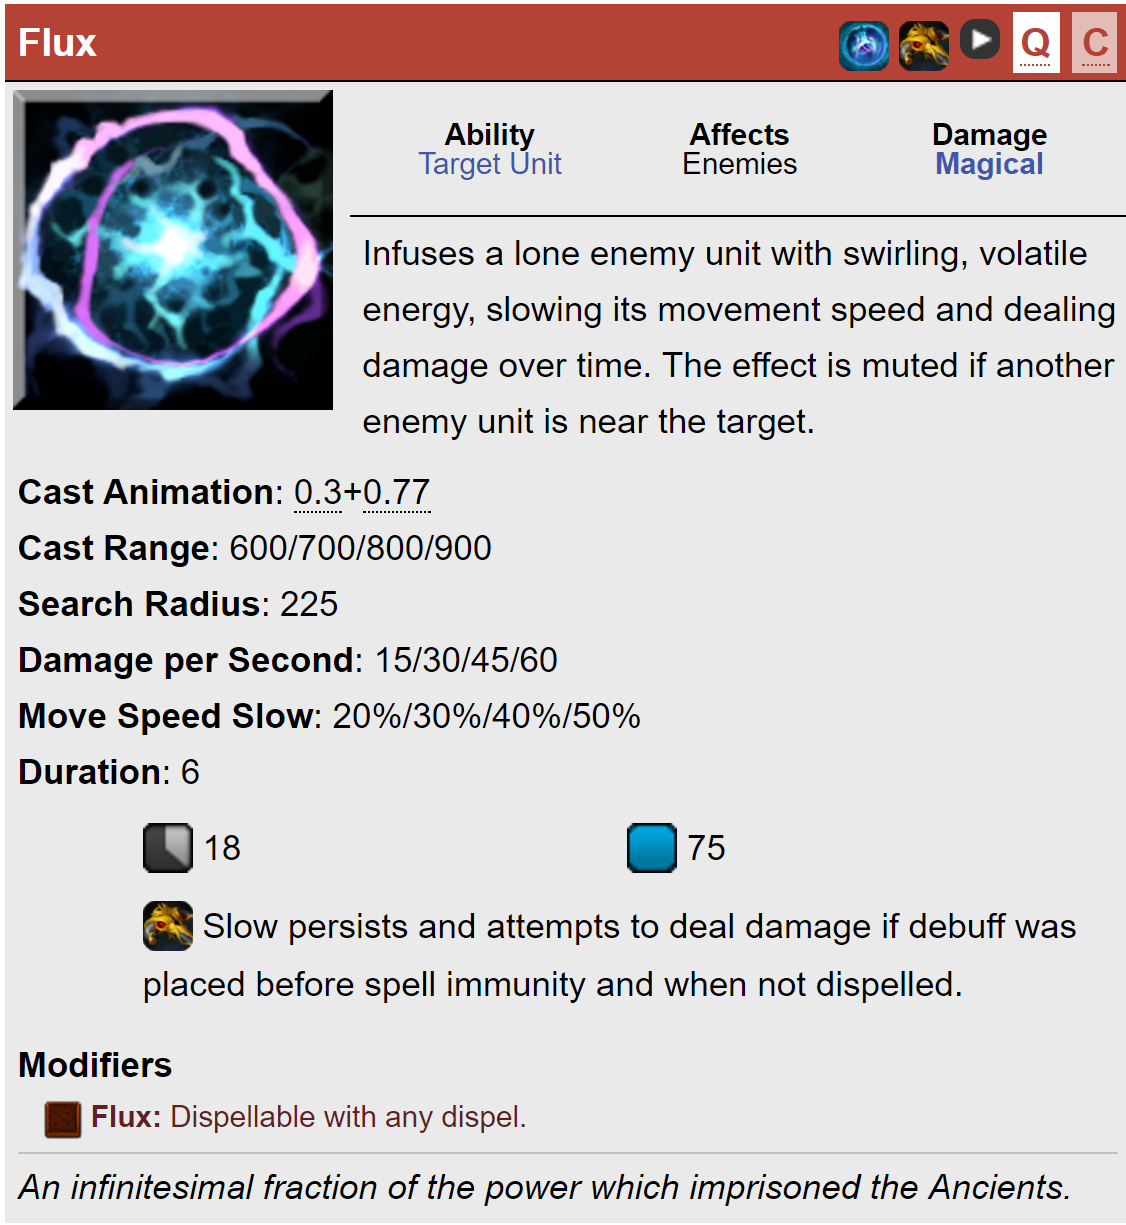 Flux
Q C
Ability Affects Damage
Target Unit Enemies Magical
Infuses a lone enemy unit with swirling, volatile
energy, slowing its movement speed and dealing
damage over time. The effect is muted if another
enemy unit is near the target.
Cast Animation: 0.3+0.77
Cast Range: 600/700/800/900
Search Radius: 225
Damage per Second: 15/30/45/60
Move Speed Slow: 20%/30%/40%/50%
Duration: 6
18 75
Slow persists and attempts to deal damage if debuff was
placed before spell immunity and when not dispelled.
Modifiers
Flux: Dispellable with any dispel.
An infinitesimal fraction of the power which imprisoned the Ancients.